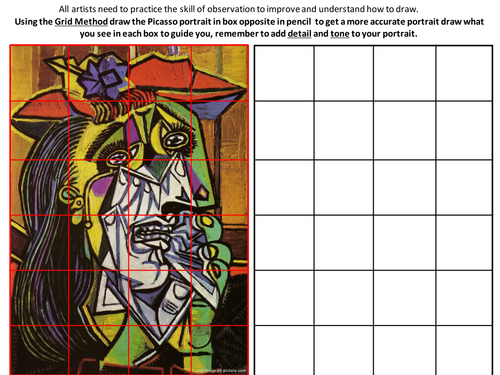 All artists need to practice the skill of observation to improve and understand how to draw.
Using the Grid Method draw the Picasso portrait in box opposite in pencil to get a more accurate portrait draw what
you see in each box to guide you, remember to add detail and tone to your portrait.